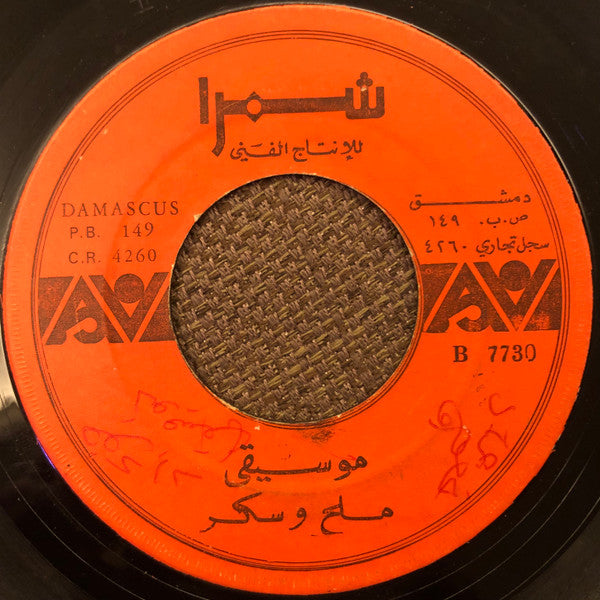 شمرا
للإنتاج الفني
DAMASCUS
P.B. 149
C.R. 4260
دمشق
ص.ب. ١٤٩
سجل تجاري ٤٢٦٠
B 7730
موسيقى
ملح وسكر